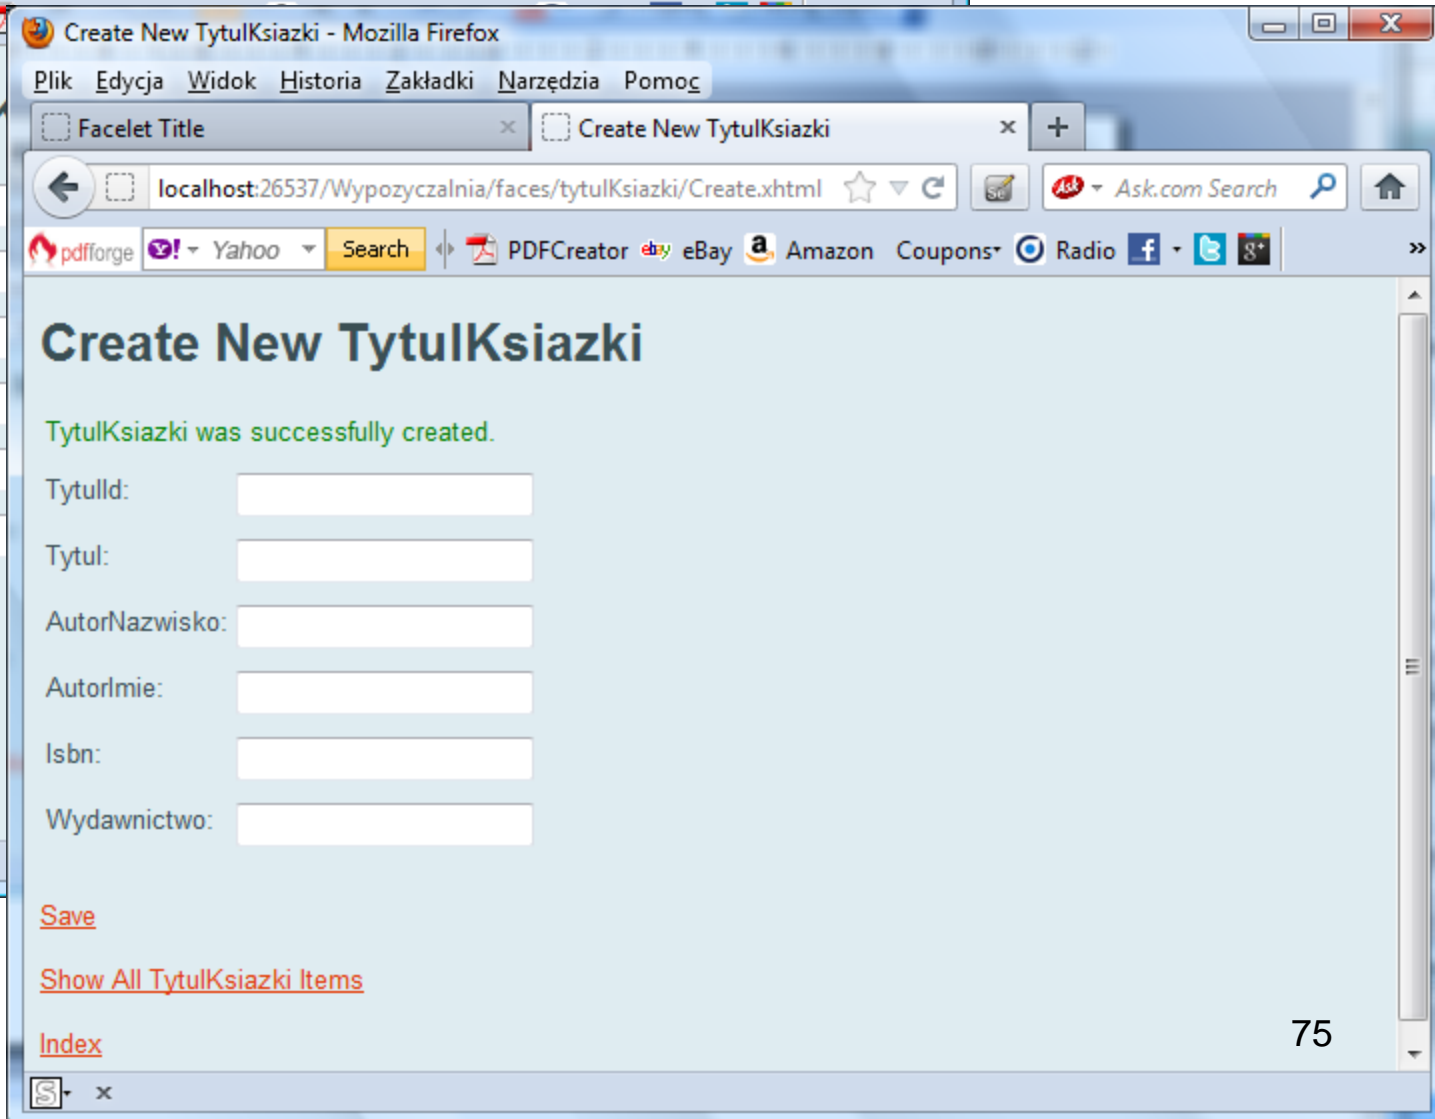 Create New TytulKsiazki - Mozilla Firefox
Plik Edycja Widok Historia Zakładki Narzędzia Pomoc
Facelet Title
Create New TytulKsiazki
localhost:26537/Wypozyczalnia/faces/tytulKsiazki/Create.xhtml
Ask Ask.com Search
pdfforge Yahoo Search PDFCreator ebay eBay a Amazon Coupons Radio f g+ »
Create New TytulKsiazki
TytulKsiazki was successfully created.
TytulId:
Tytul:
AutorNazwisko:
AutorImie:
Isbn:
Wydawnictwo:
Save
Show All TytulKsiazki Items
Index
75
S x